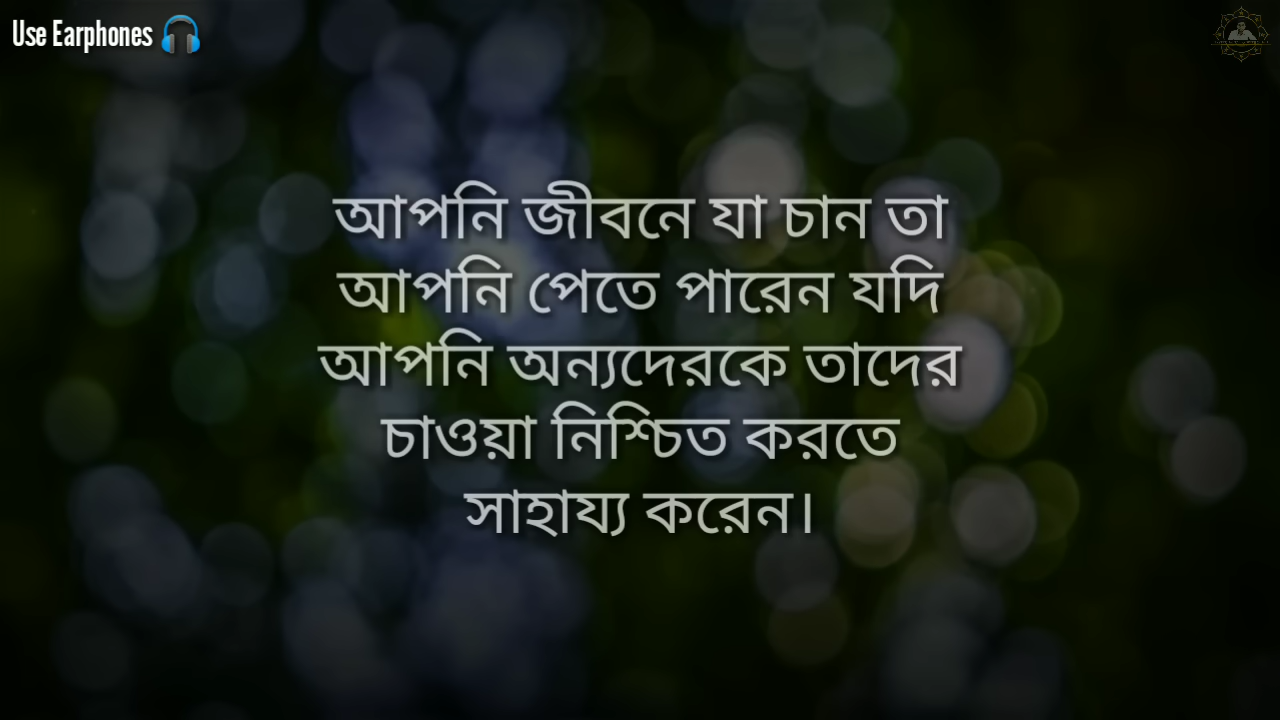 Use Earphones
আপনি জীবনে যা চান তা
আপনি পেতে পারেন যদি
আপনি অন্যদেরকে তাদের
চাওয়া নিশ্চিত করতে
সাহায্য করেন।